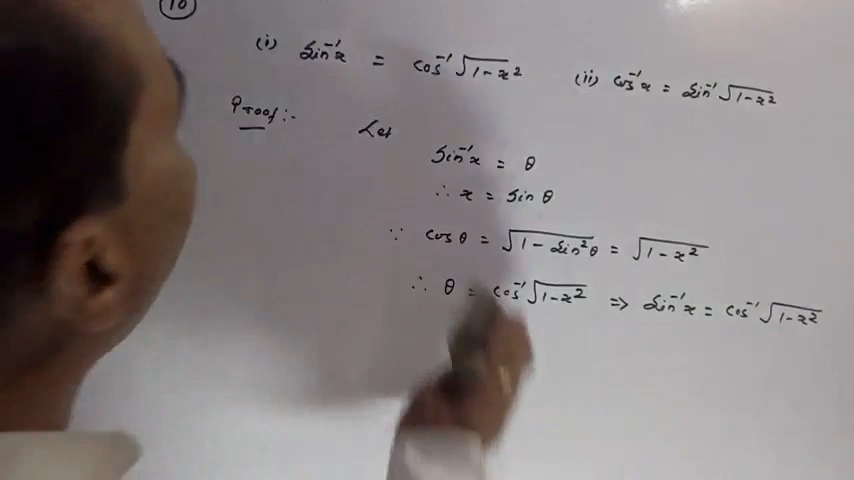 10
(i) sin⁻¹x = cos⁻¹√1-x² (ii) cos⁻¹x = sin⁻¹√1-x²
Proof:- Let
sin⁻¹x = θ
∴ x = sin θ
∵ cos θ = √1 - sin²θ = √1-x²
∴ θ = cos⁻¹√1-x² => sin⁻¹x = cos⁻¹√1-x²